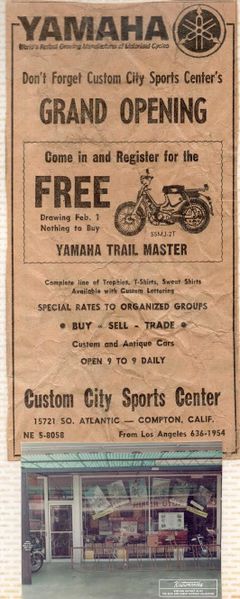 YAMAHA
World's Fastest Growing Manufacturers of Motorized Cycles
Don't Forget Custom City Sports Center's
GRAND OPENING
Come in and Register for the
FREE
Drawing Feb. 1
Nothing to Buy
YAMAHA TRAIL MASTER
Complete line of Trophies, T-Shirts, Sweat Shirts
Available with Custom Lettering
SPECIAL RATES TO ORGANIZED GROUPS
• BUY - SELL - TRADE •
Custom and Antique Cars
OPEN 9 TO 9 DAILY
Custom City Sports Center
15721 SO. ATLANTIC — COMPTON, CALIF.
NE 5-8058 From Los Angeles 636-1954